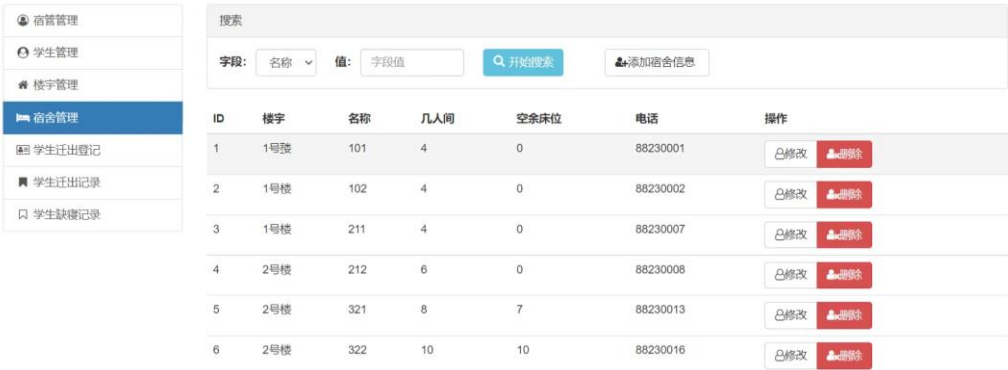 宿管管理
学生管理
楼宇管理
宿舍管理
学生迁出登记
学生迁出记录
学生缺寝记录
搜索
字段: 名称 值: 字段值 开始搜索 添加宿舍信息
ID 楼宇 名称 几人间 空余床位 电话 操作
1 1号楼 101 4 0 88230001 修改 删除
2 1号楼 102 4 0 88230002 修改 删除
3 1号楼 211 4 0 88230007 修改 删除
4 2号楼 212 6 0 88230008 修改 删除
5 2号楼 321 8 7 88230013 修改 删除
6 2号楼 322 10 10 88230016 修改 删除